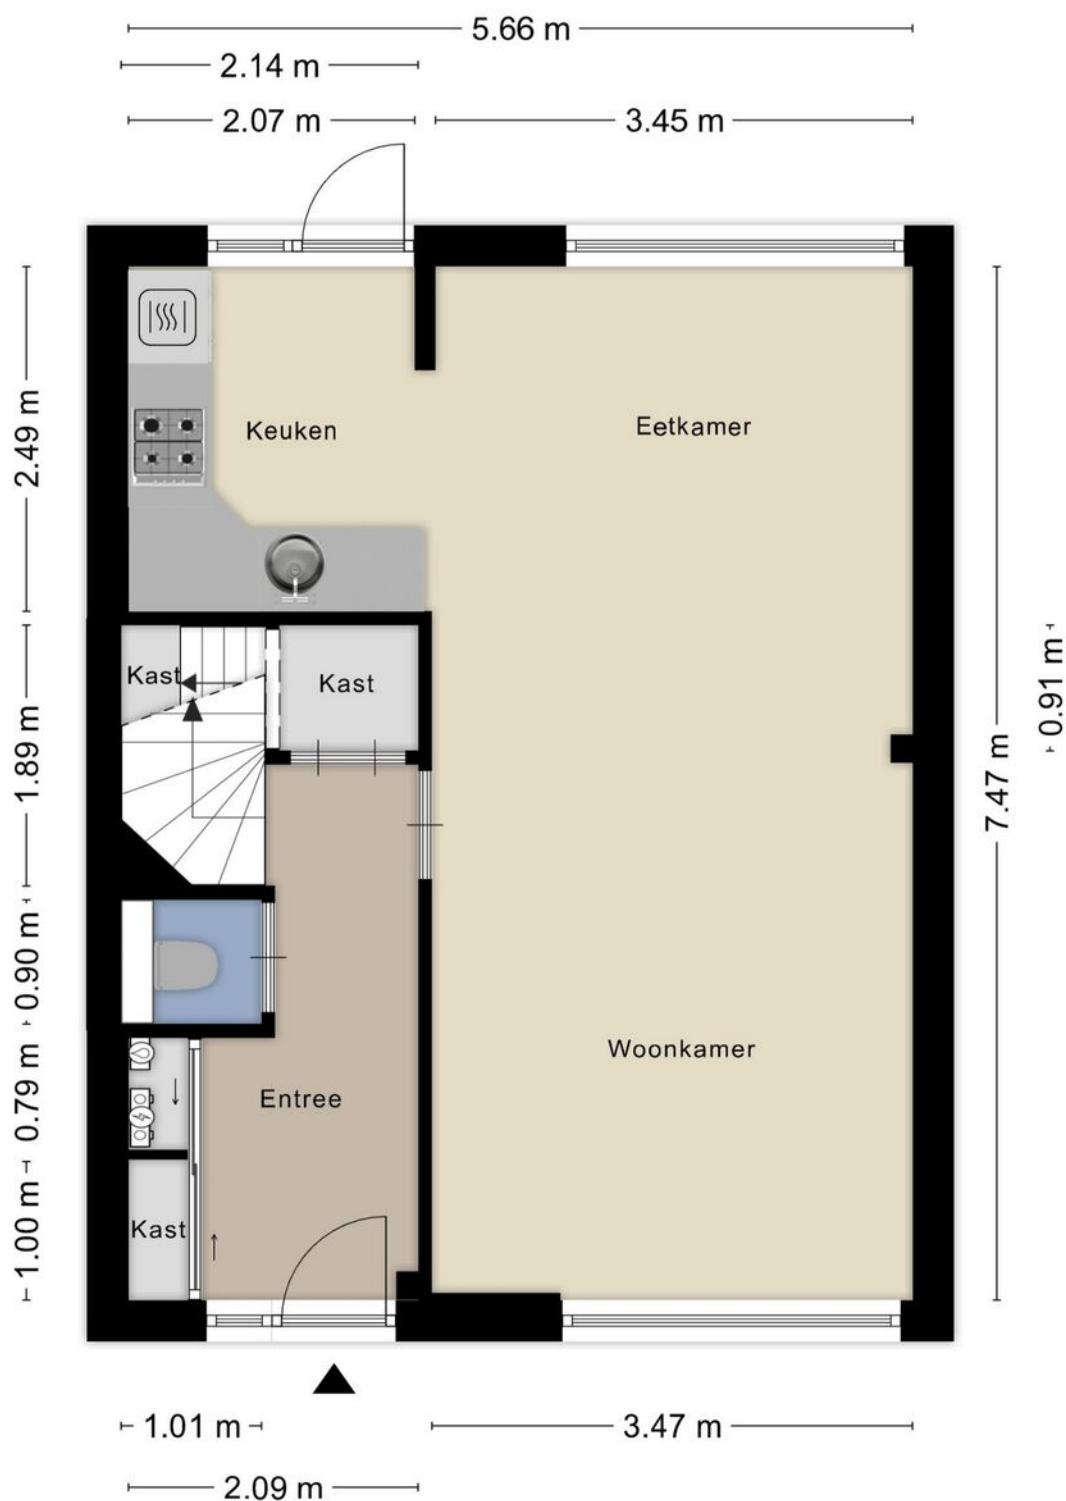 5.66 m
2.14 m
2.07 m
3.45 m
2.49 m
Keuken
Eetkamer
Kast
Kast
1.89 m
0.91 m
7.47 m
0.90 m
Woonkamer
0.79 m
Entree
1.00 m
Kast
1.01 m
3.47 m
2.09 m